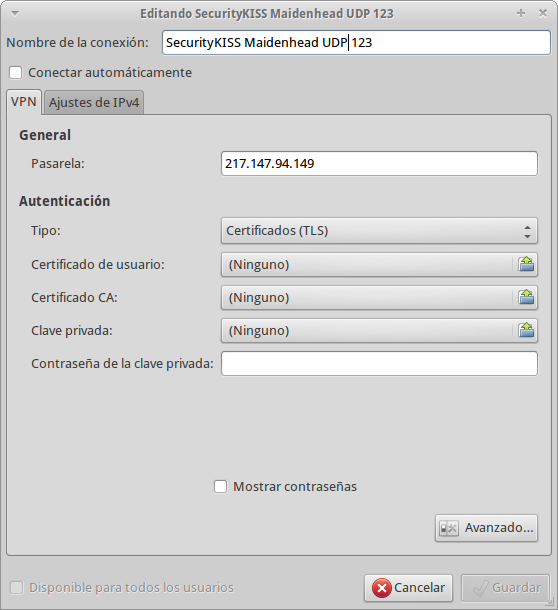 Editando SecurityKISS Maidenhead UDP 123
Nombre de la conexión: SecurityKISS Maidenhead UDP 123
Conectar automáticamente
VPN Ajustes de IPv4
General
Pasarela: 217.147.94.149
Autenticación
Tipo: Certificados (TLS)
Certificado de usuario: (Ninguno)
Certificado CA: (Ninguno)
Clave privada: (Ninguno)
Contraseña de la clave privada:
Mostrar contraseñas
Avanzado...
Disponible para todos los usuarios Cancelar Guardar